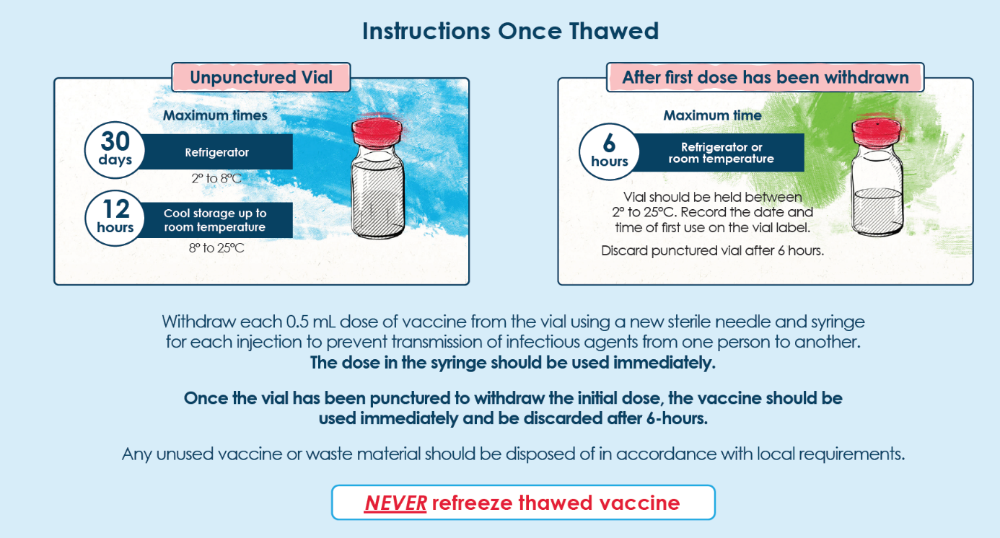 Instructions Once Thawed
Unpunctured Vial
Maximum times
30
days
Refrigerator
2° to 8°C
12
hours
Cool storage up to
room temperature
8° to 25°C
After first dose has been withdrawn
Maximum time
6
hours
Refrigerator or
room temperature
Vial should be held between
2° to 25°C. Record the date and
time of first use on the vial label.
Discard punctured vial after 6 hours.
Withdraw each 0.5 mL dose of vaccine from the vial using a new sterile needle and syringe
for each injection to prevent transmission of infectious agents from one person to another.
The dose in the syringe should be used immediately.
Once the vial has been punctured to withdraw the initial dose, the vaccine should be
used immediately and be discarded after 6-hours.
Any unused vaccine or waste material should be disposed of in accordance with local requirements.
NEVER refreeze thawed vaccine